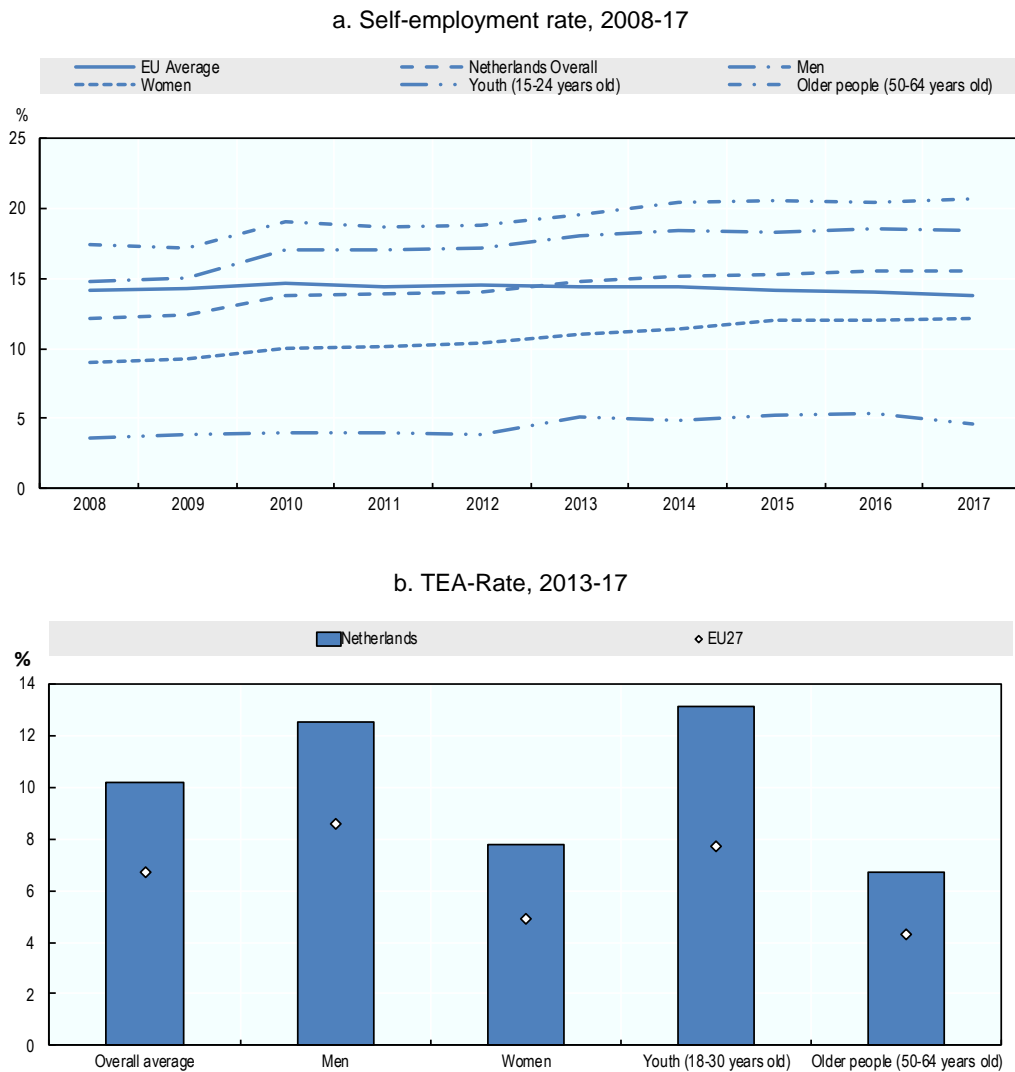 a. Self-employment rate, 2008-17
EU Average Netherlands Overall Men
Women Youth (15-24 years old) Older people (50-64 years old)
%
25
20
15
10
5
0
2008 2009 2010 2011 2012 2013 2014 2015 2016 2017
b. TEA-Rate, 2013-17
Netherlands EU27
%
14
12
10
8
6
4
2
0
Overall average Men Women Youth (18-30 years old) Older people (50-64 years old)